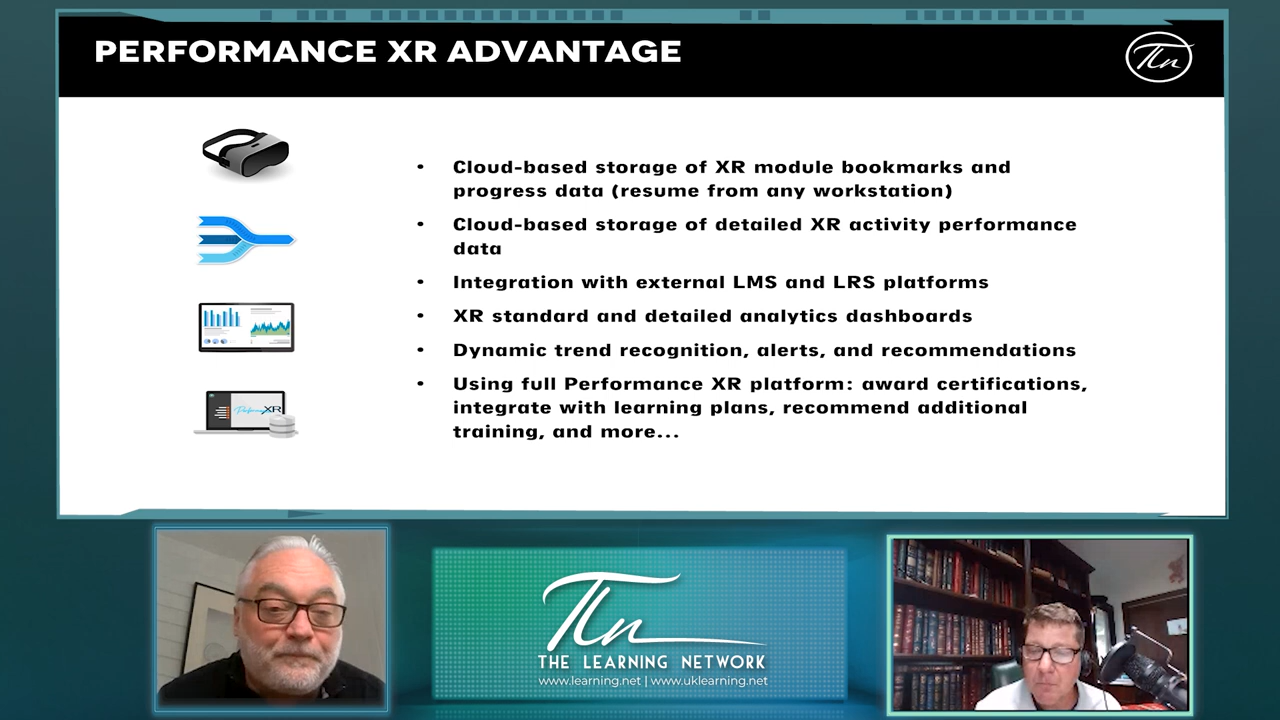 PERFORMANCE XR ADVANTAGE
Tln
• Cloud-based storage of XR module bookmarks and
progress data (resume from any workstation)
• Cloud-based storage of detailed XR activity performance
data
• Integration with external LMS and LRS platforms
• XR standard and detailed analytics dashboards
• Dynamic trend recognition, alerts, and recommendations
• Using full Performance XR platform: award certifications,
integrate with learning plans, recommend additional
training, and more...
Tln
THE LEARNING NETWORK
www.learning.net | www.uklearning.net